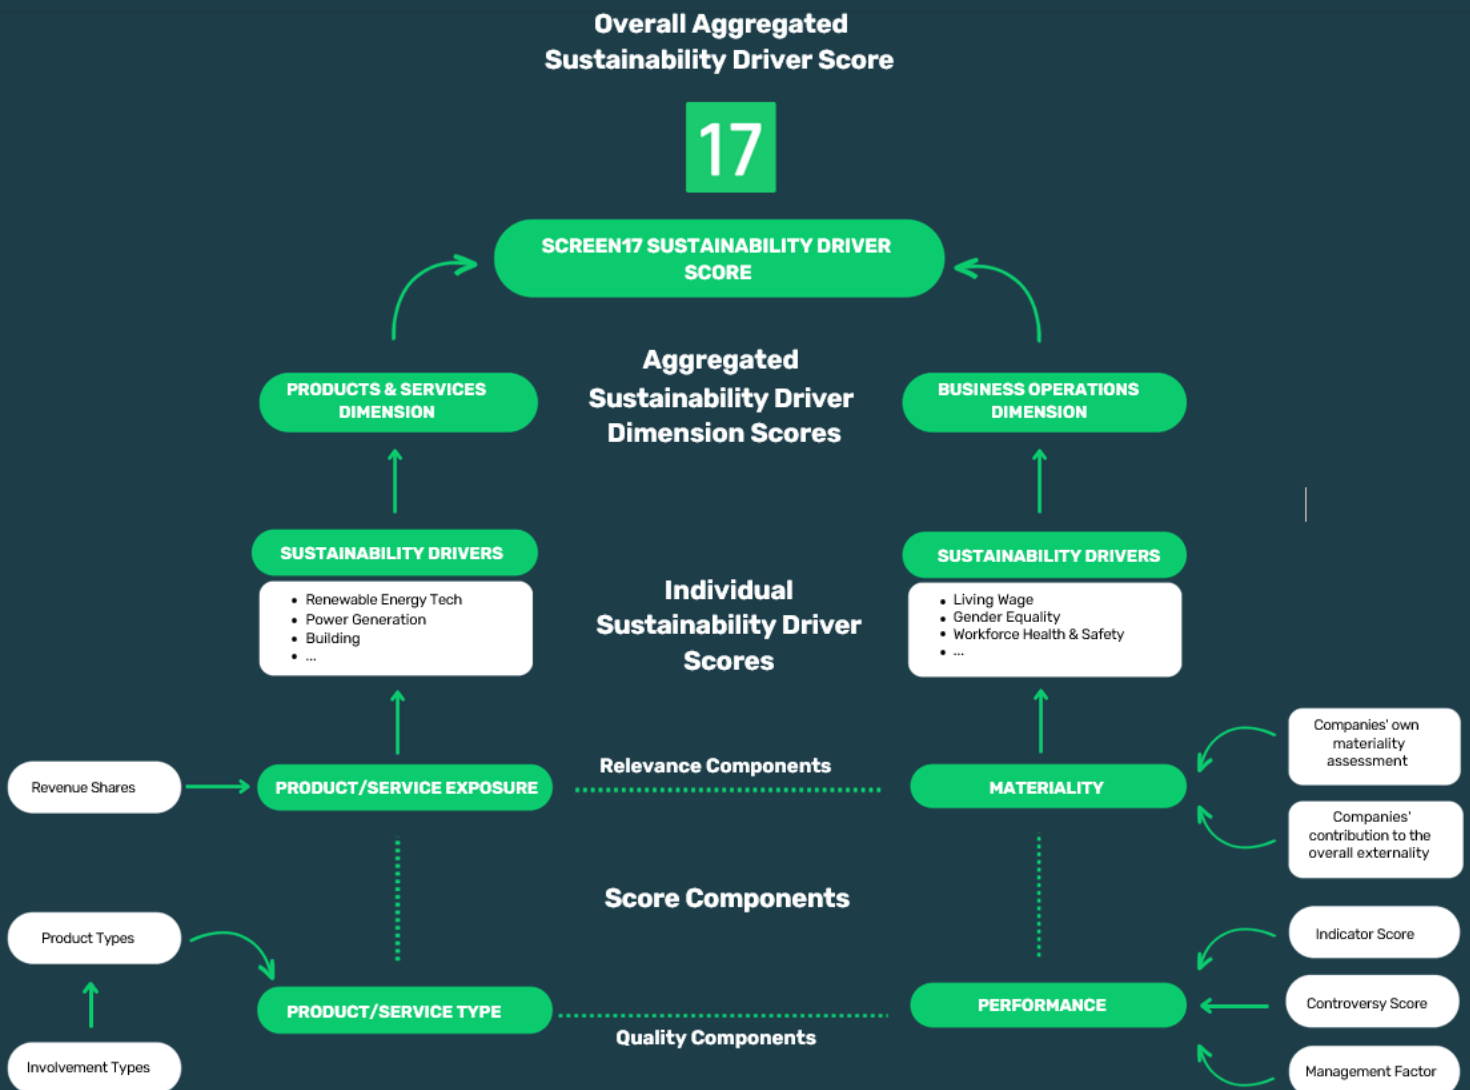 Overall Aggregated
Sustainability Driver Score
17
SCREEN17 SUSTAINABILITY DRIVER
SCORE
Aggregated
Sustainability Driver
Dimension Scores
PRODUCTS & SERVICES
DIMENSION
BUSINESS OPERATIONS
DIMENSION
SUSTAINABILITY DRIVERS
• Renewable Energy Tech
• Power Generation
• Building
• ...
Individual
Sustainability Driver
Scores
SUSTAINABILITY DRIVERS
• Living Wage
• Gender Equality
• Workforce Health & Safety
• ...
Revenue Shares
PRODUCT/SERVICE EXPOSURE
Relevance Components
MATERIALITY
Companies' own
materiality
assessment
Companies'
contribution to the
overall externality
Score Components
Product Types
Involvement Types
PRODUCT/SERVICE TYPE
Quality Components
PERFORMANCE
Indicator Score
Controversy Score
Management Factor